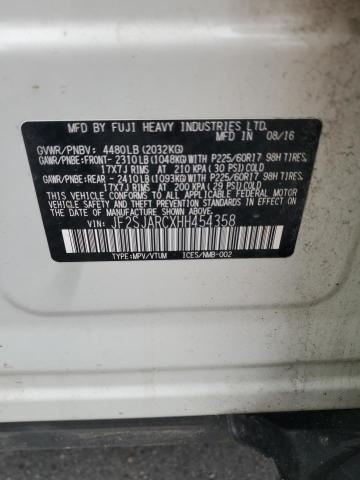 MFD. BY FUJI HEAVY INDUSTRIES LTD.
MFD IN 08/16
GVWR/PNBV: 4480LB (2032KG)
GAWR/PNBE:FRONT- 2310LB (1048KG) WITH P225/60R17 98H TIRES,
17X7J RIMS AT 210 KPA (30 PSI) COLD
GAWR/PNBE: REAR- 2410LB (1093KG) WITH P225/60R17 98H TIRES,
17X7J RIMS AT 200 KPA (29 PSI) COLD
THIS VEHICLE CONFORMS TO ALL APPLICABLE FEDERAL MOTOR
VEHICLE SAFETY, BUMPER, AND THEFT PREVENTION STANDARDS
IN EFFECT ON THE DATE OF MANUFACTURE SHOWN ABOVE.
VIN: JF2SJARCXHH454358
TYPE:MPV/VTUM ICES/NMB-002